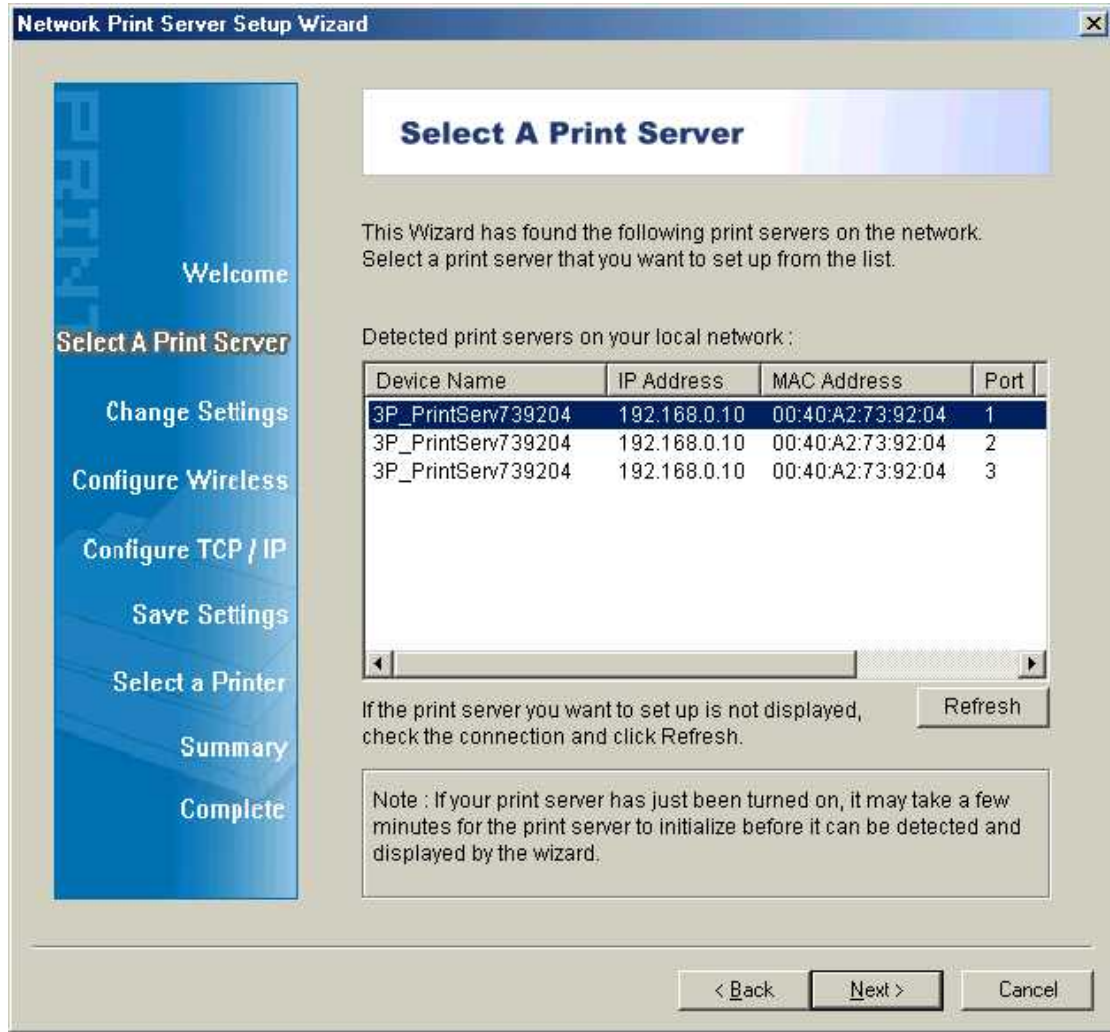 Network Print Server Setup Wizard
PRINT
Welcome
Select A Print Server
Change Settings
Configure Wireless
Configure TCP / IP
Save Settings
Select a Printer
Summary
Complete
Select A Print Server
This Wizard has found the following print servers on the network.
Select a print server that you want to set up from the list.
Detected print servers on your local network :
Device Name IP Address MAC Address Port
3P_PrintServ739204 192.168.0.10 00:40:A2:73:92:04 1
3P_PrintServ739204 192.168.0.10 00:40:A2:73:92:04 2
3P_PrintServ739204 192.168.0.10 00:40:A2:73:92:04 3
If the print server you want to set up is not displayed,
check the connection and click Refresh.
Refresh
Note : If your print server has just been turned on, it may take a few
minutes for the print server to initialize before it can be detected and
displayed by the wizard.
< Back Next > Cancel